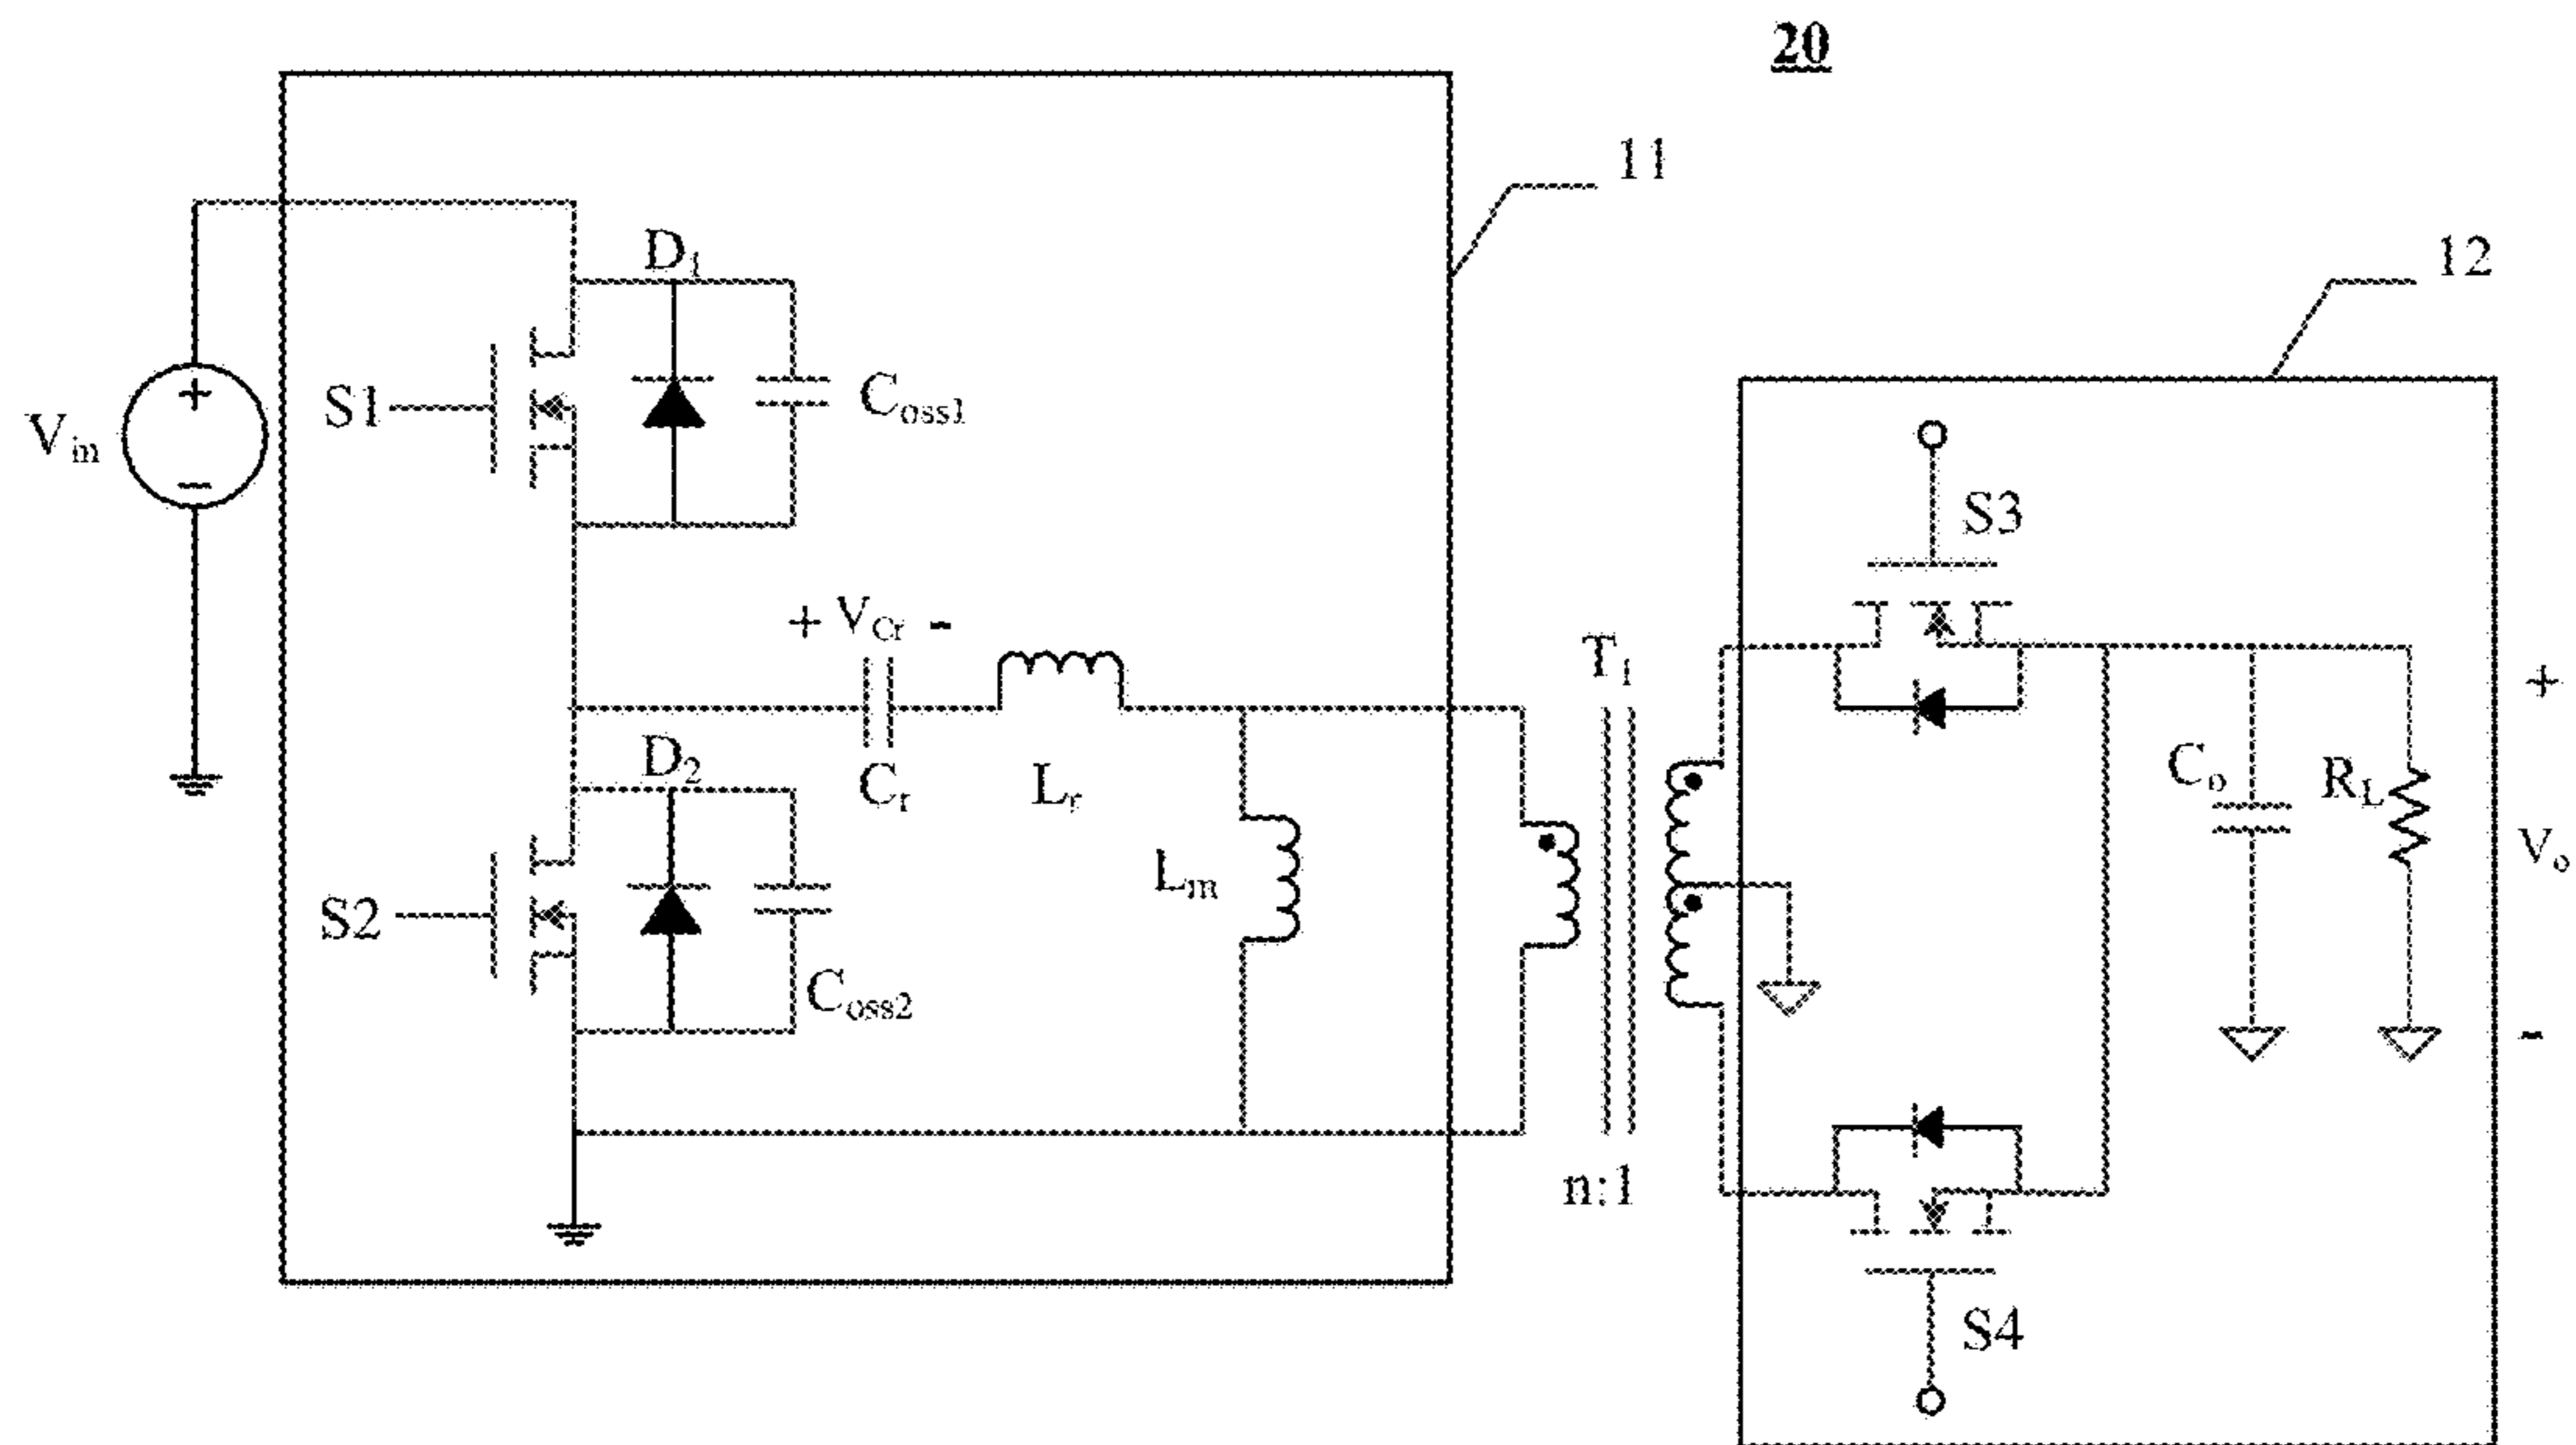 20
11
12
D1
Coss1
S1
Vin
+
−
S3
+ VCr -
T1
Cr
Lr
D2
Lm
S2
Coss2
Co
RL
+
Vo
-
n:1
S4